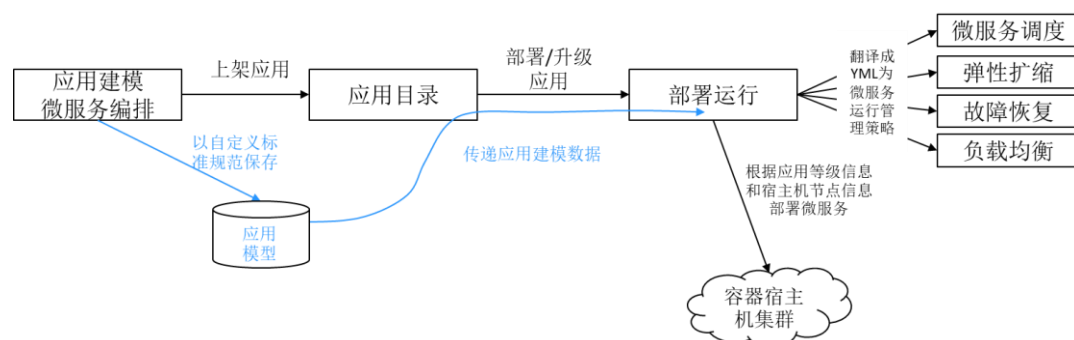 应用建模
微服务编排
上架应用
应用目录
部署/升级
应用
部署运行
翻译成
YML为
微服务
运行管
理策略
微服务调度
弹性扩缩
故障恢复
负载均衡
以自定义标
准规范保存
传递应用建模数据
应用
模型
根据应用等级信息
和宿主机节点信息
部署微服务
容器宿主
机集群